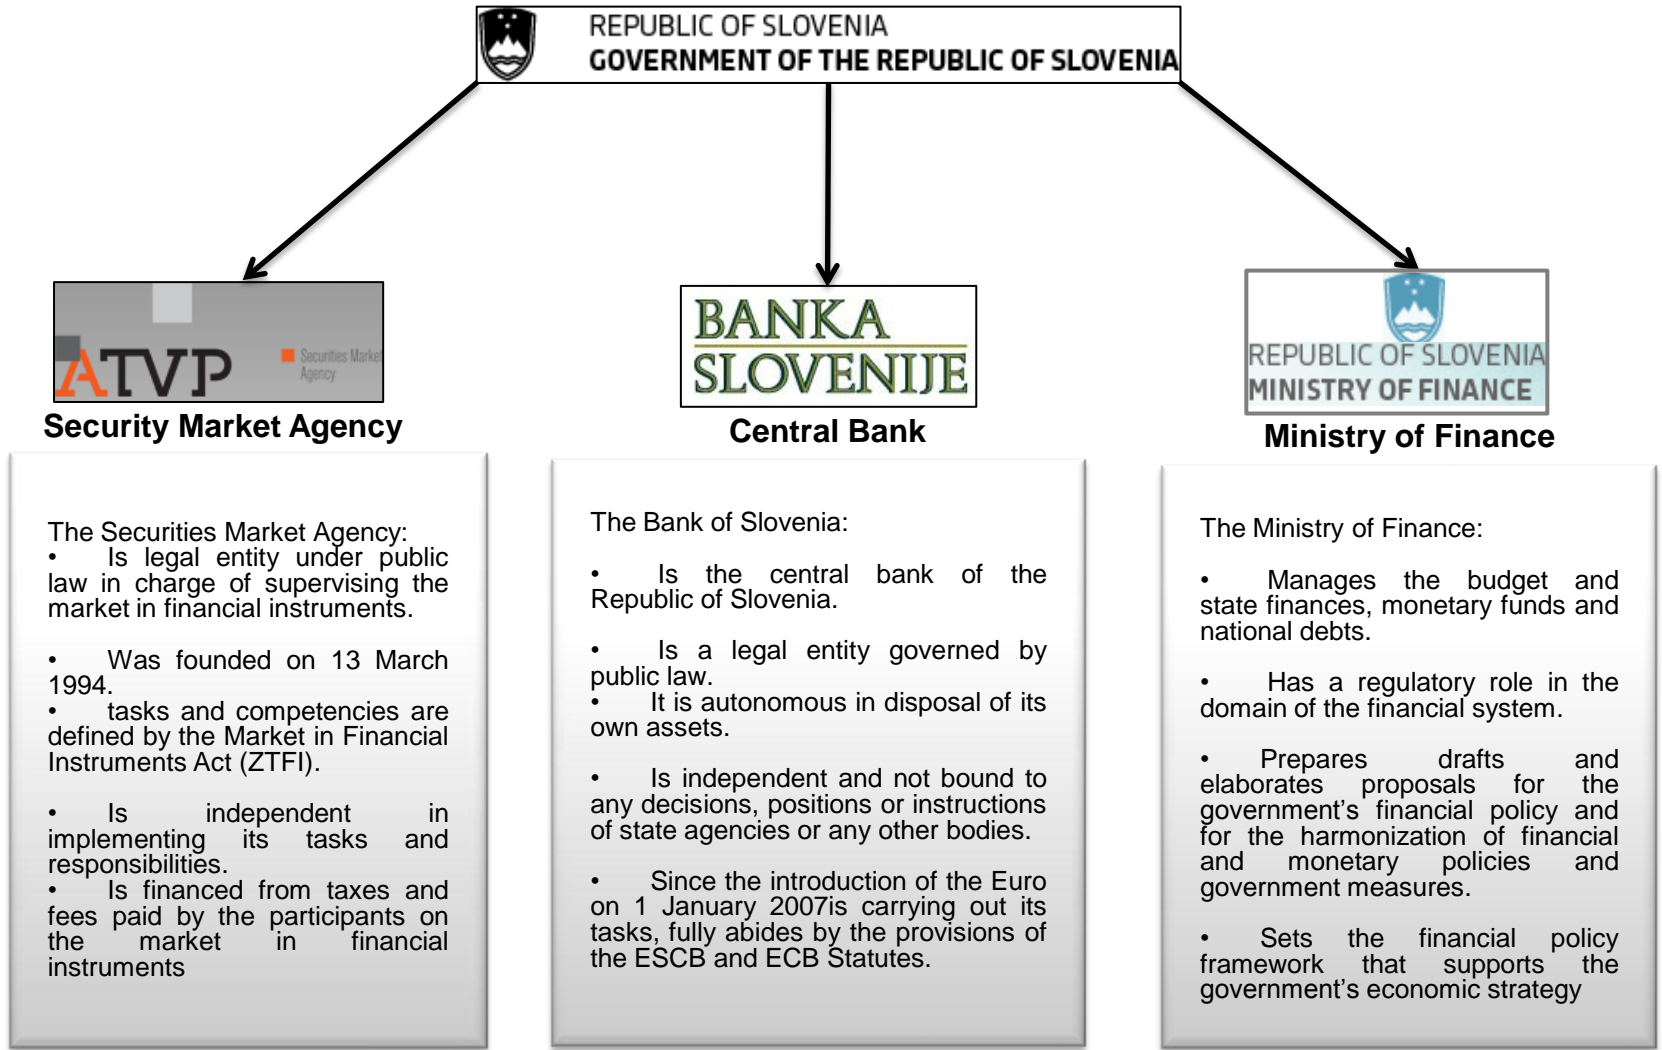 REPUBLIC OF SLOVENIA
GOVERNMENT OF THE REPUBLIC OF SLOVENIA
ATVP
Securities Market
Agency
Security Market Agency
The Securities Market Agency:
• Is legal entity under public
law in charge of supervising the
market in financial instruments.
• Was founded on 13 March
1994.
• tasks and competencies are
defined by the Market in Financial
Instruments Act (ZTFI).
• Is independent in
implementing its tasks and
responsibilities.
• Is financed from taxes and
fees paid by the participants on
the market in financial
instruments
BANKA
SLOVENIJE
Central Bank
The Bank of Slovenia:
• Is the central bank of the
Republic of Slovenia.
• Is a legal entity governed by
public law.
• It is autonomous in disposal of its
own assets.
• Is independent and not bound to
any decisions, positions or instructions
of state agencies or any other bodies.
• Since the introduction of the Euro
on 1 January 2007is carrying out its
tasks, fully abides by the provisions of
the ESCB and ECB Statutes.
REPUBLIC OF SLOVENIA
MINISTRY OF FINANCE
Ministry of Finance
The Ministry of Finance:
• Manages the budget and
state finances, monetary funds and
national debts.
• Has a regulatory role in the
domain of the financial system.
• Prepares drafts and
elaborates proposals for the
government’s financial policy and
for the harmonization of financial
and monetary policies and
government measures.
• Sets the financial policy
framework that supports the
government’s economic strategy